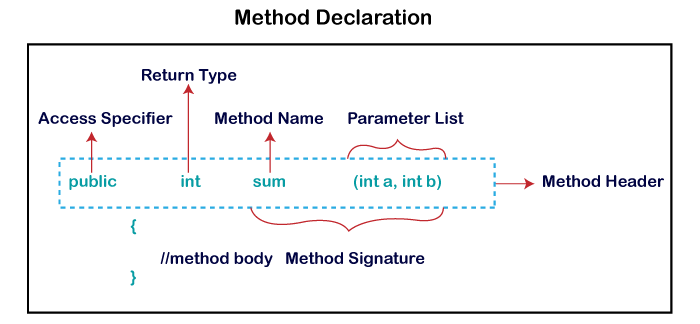 Method Declaration
Return Type
Access Specifier Method Name Parameter List
public int sum (int a, int b) Method Header
{
//method body Method Signature
}